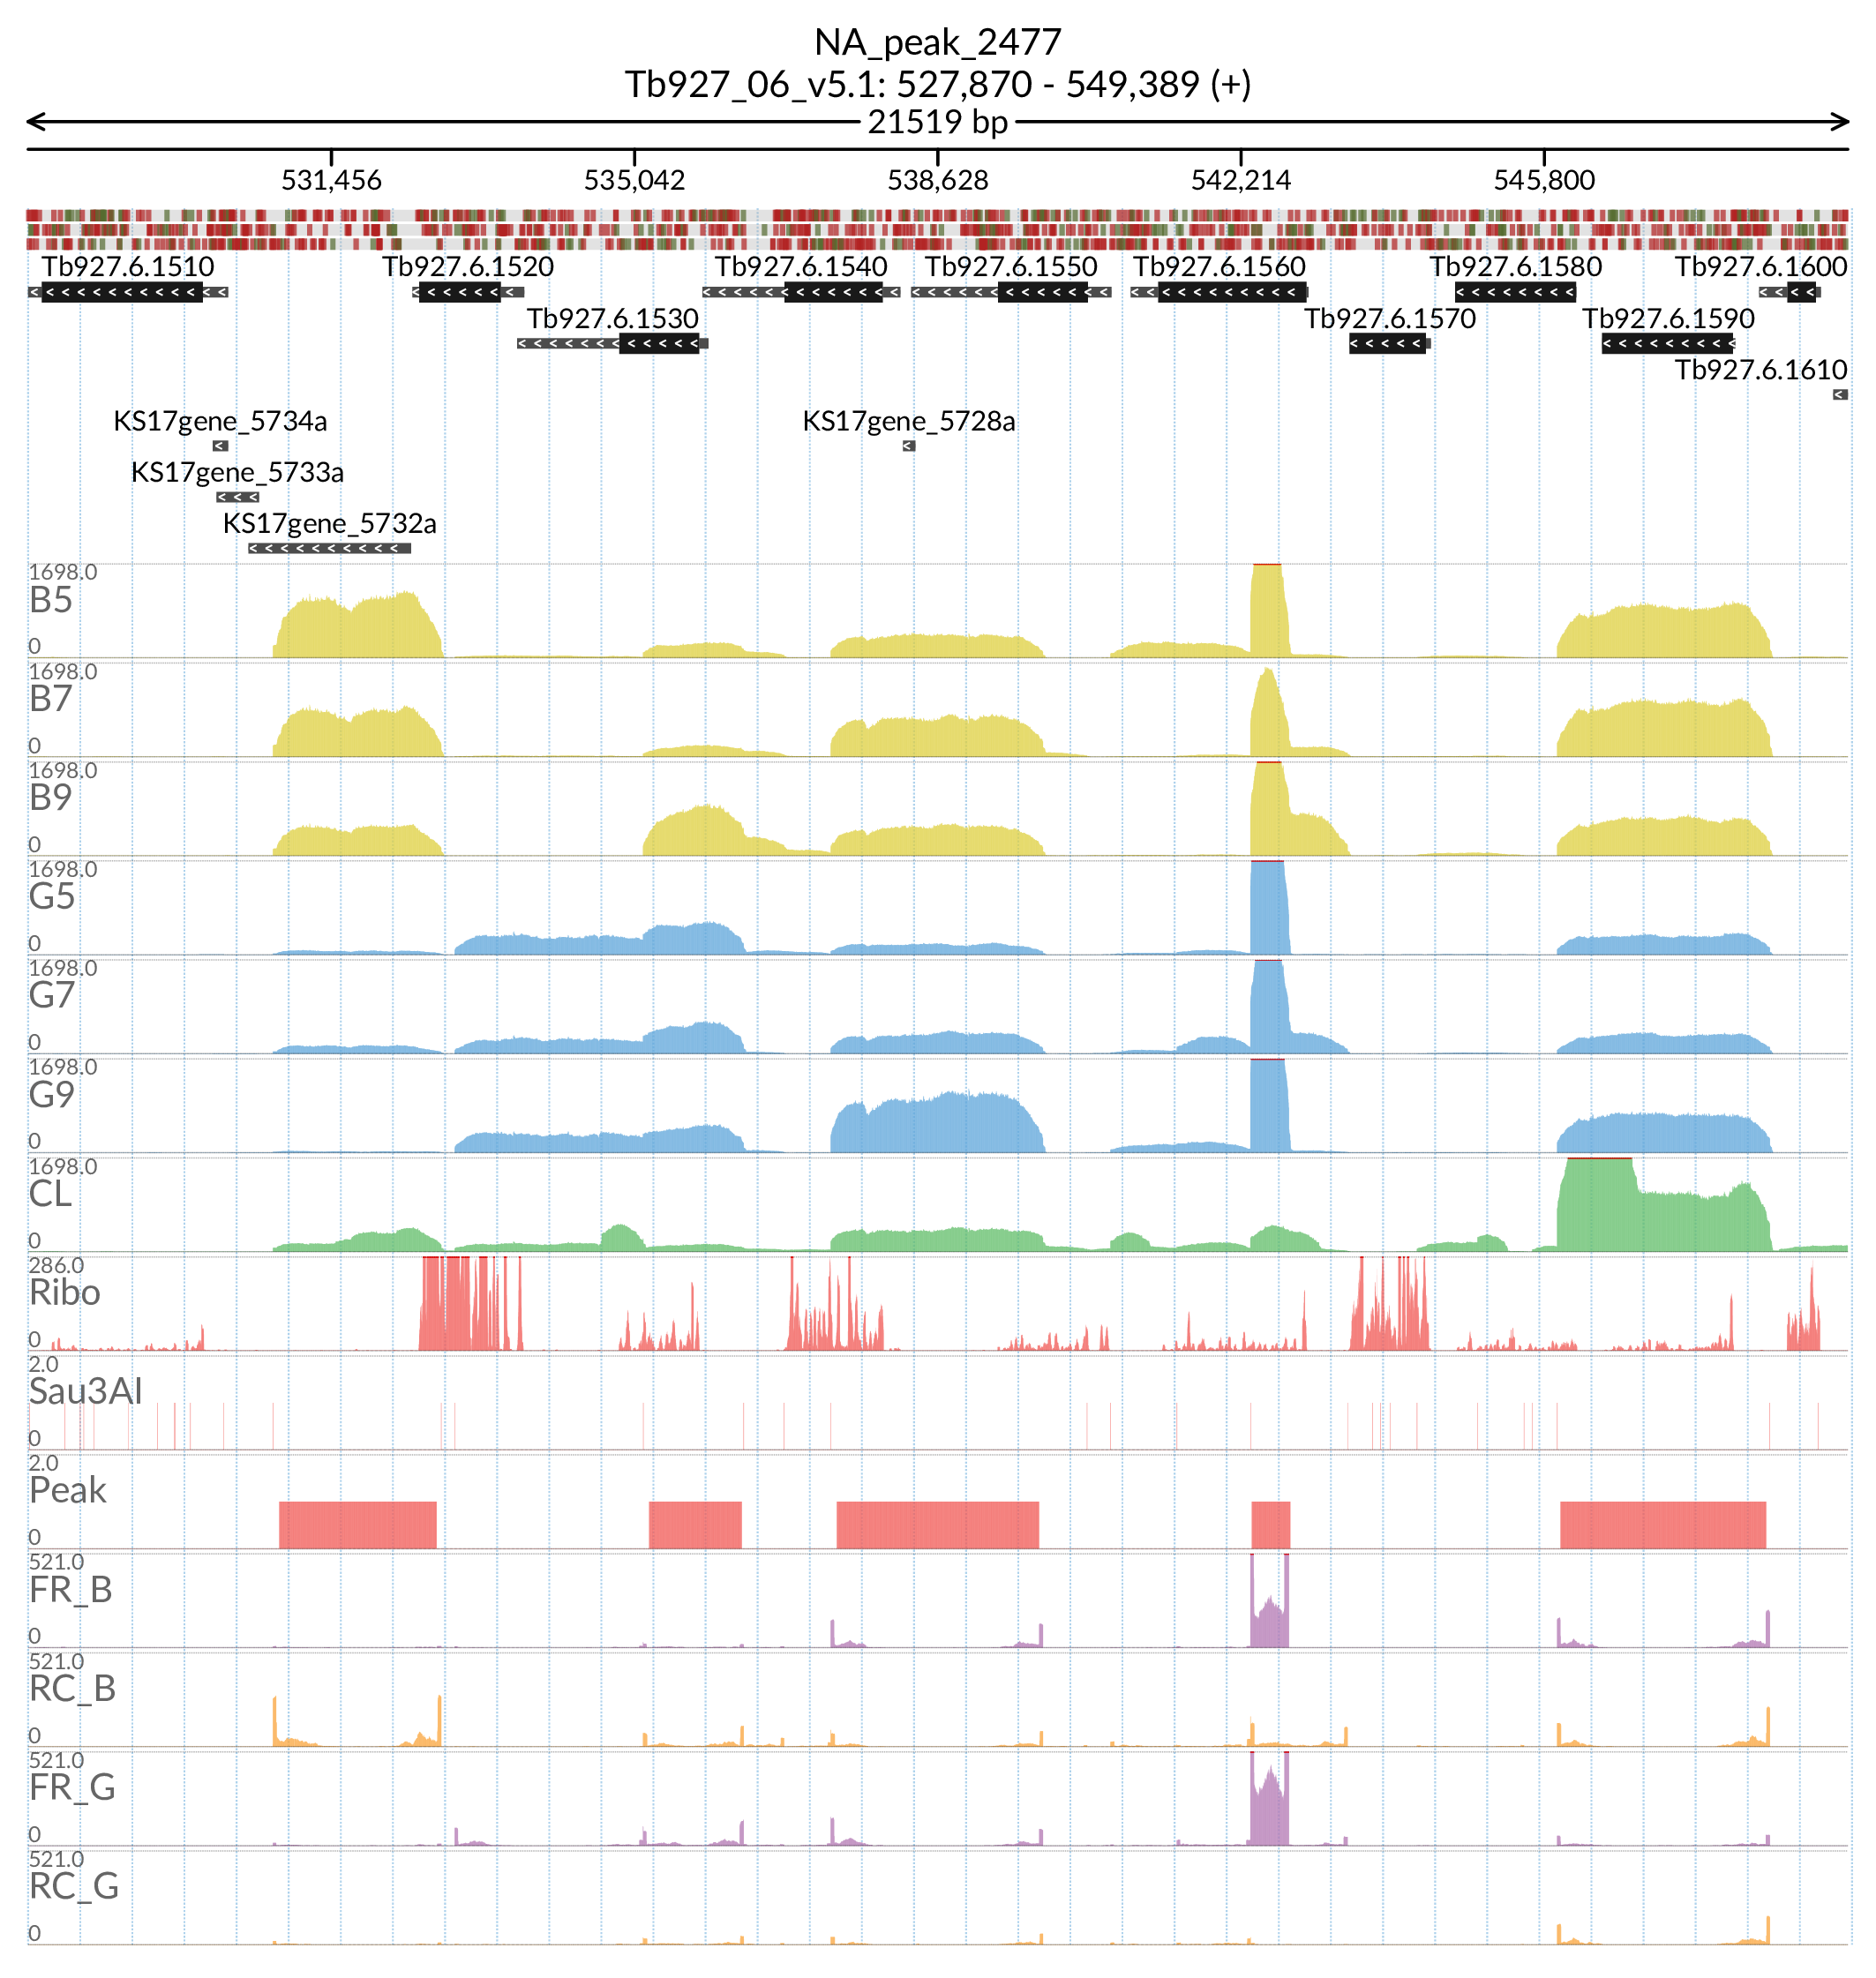 NA_peak_2477
Tb927_06_v5.1: 527,870 - 549,389 (+)
21519 bp
531,456 535,042 538,628 542,214 545,800
Tb927.6.1510 Tb927.6.1520 Tb927.6.1540 Tb927.6.1550 Tb927.6.1560 Tb927.6.1580 Tb927.6.1600
Tb927.6.1530 Tb927.6.1570 Tb927.6.1590
Tb927.6.1610
KS17gene_5734a KS17gene_5728a
KS17gene_5733a
KS17gene_5732a
1698.0
B5
0
1698.0
B7
0
1698.0
B9
0
1698.0
G5
0
1698.0
G7
0
1698.0
G9
0
1698.0
CL
0
286.0
Ribo
0
2.0
Sau3AI
0
2.0
Peak
0
521.0
FR_B
0
521.0
RC_B
0
521.0
FR_G
0
521.0
RC_G
0